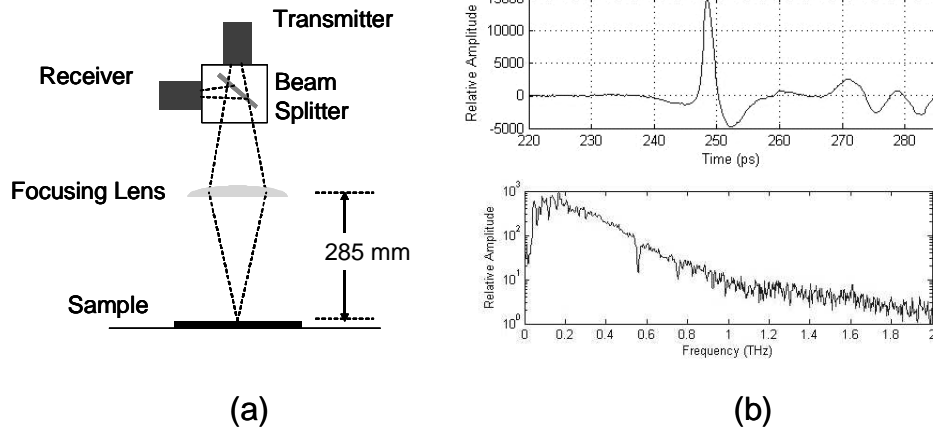 Transmitter
Receiver
Beam
Splitter
Focusing Lens
285 mm
Sample
(a)
15000
10000
5000
0
-5000
Relative Amplitude
220 230 240 250 260 270 280
Time (ps)
10^3
10^2
10^1
10^0
Relative Amplitude
0 0.2 0.4 0.6 0.8 1 1.2 1.4 1.6 1.8 2
Frequency (THz)
(b)